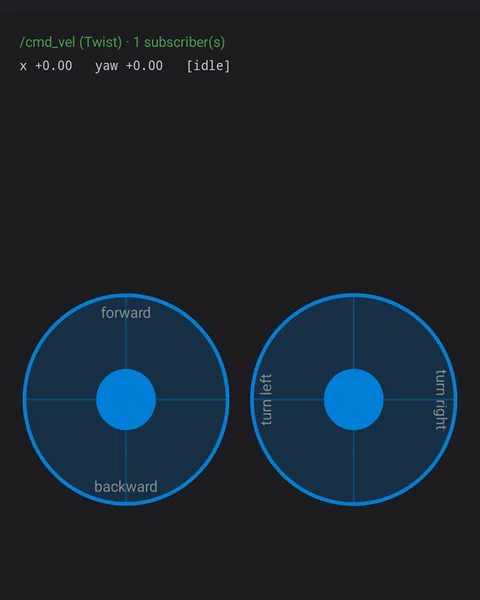 /cmd_vel (Twist) · 1 subscriber(s)
x +0.00   yaw +0.00   [idle]
forward
turn left
turn right
backward